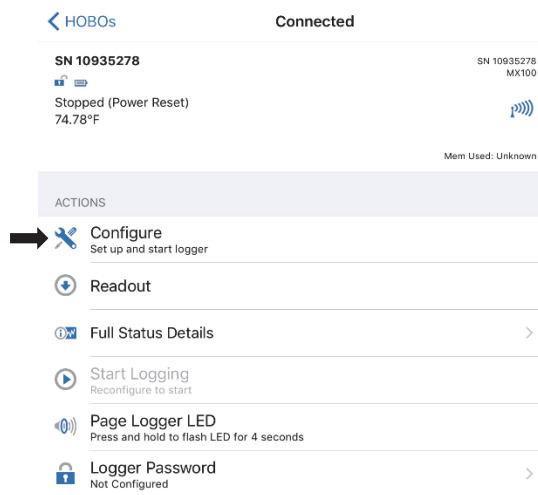 HOBOs
Connected
SN 10935278
SN 10935278
MX100
Stopped (Power Reset)
74.78°F
Mem Used: Unknown
ACTIONS
Configure
Set up and start logger
Readout
Full Status Details
Start Logging
Reconfigure to start
Page Logger LED
Press and hold to flash LED for 4 seconds
Logger Password
Not Configured